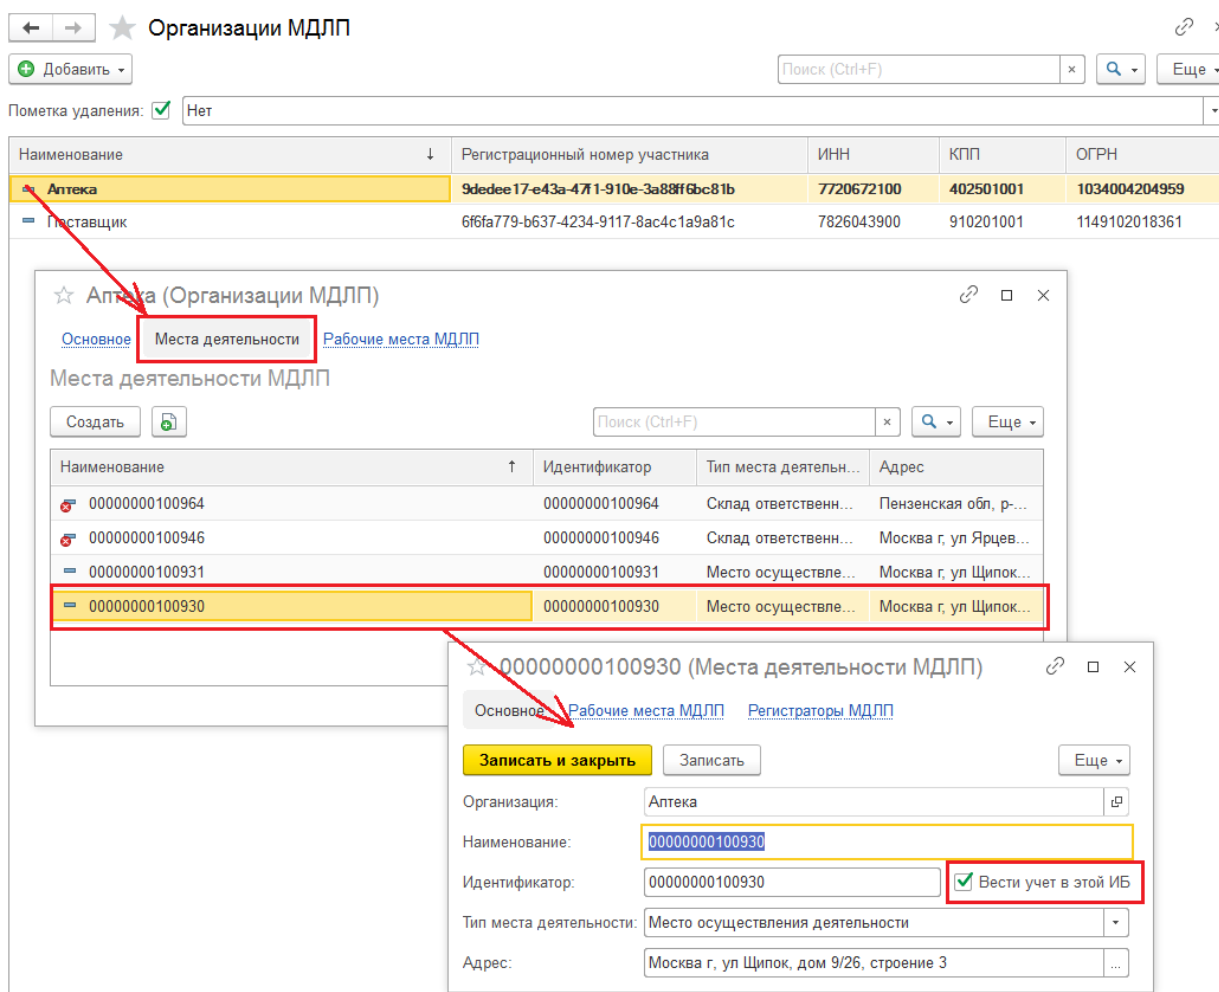 Организации МДЛП
Добавить
Поиск (Ctrl+F)
Еще
Пометка удаления: Нет
Наименование Регистрационный номер участника ИНН КПП ОГРН
Аптека 9dedee17-e43a-47f1-910e-3a88ff6bc81b 7720672100 402501001 1034004204959
Поставщик 6f6fa779-b637-4234-9117-8ac4c1a9a81c 7826043900 910201001 1149102018361
Аптека (Организации МДЛП)
Основное Места деятельности Рабочие места МДЛП
Места деятельности МДЛП
Создать Поиск (Ctrl+F) Еще
Наименование Идентификатор Тип места деятельн... Адрес
00000000100964 00000000100964 Склад ответственн... Пензенская обл, р-...
00000000100946 00000000100946 Склад ответственн... Москва г, ул Ярцев...
00000000100931 00000000100931 Место осуществле... Москва г, ул Щипок...
00000000100930 00000000100930 Место осуществле... Москва г, ул Щипок...
00000000100930 (Места деятельности МДЛП)
Основное Рабочие места МДЛП Регистраторы МДЛП
Записать и закрыть Записать Еще
Организация: Аптека
Наименование: 00000000100930
Идентификатор: 00000000100930 Вести учет в этой ИБ
Тип места деятельности: Место осуществления деятельности
Адрес: Москва г, ул Щипок, дом 9/26, строение 3 ...